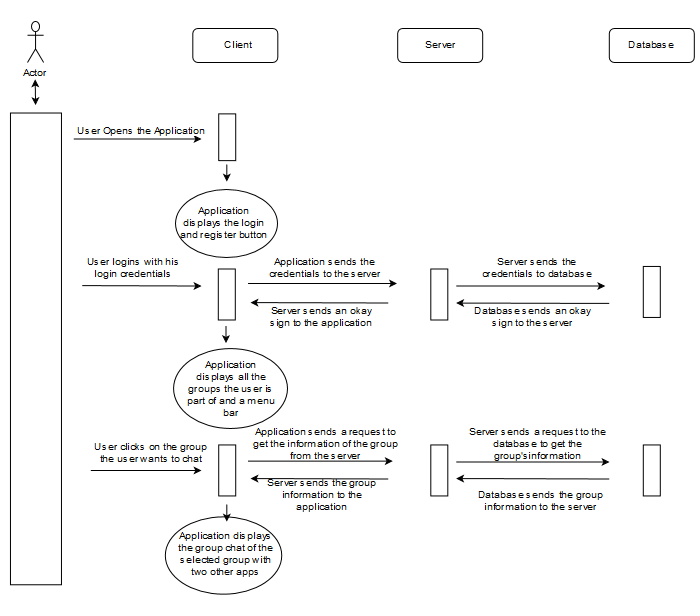 Client
Server
Database
Actor
User Opens the Application
Application
displays the login
and register button
User logins with his
login credentials
Application sends the
credentials to the server
Server sends the
credentials to database
Server sends an okay
sign to the application
Database sends an okay
sign to the server
Application
displays all the
groups the user is
part of and a menu
bar
User clicks on the group
the user wants to chat
Application sends a request to
get the information of the group
from the server
Server sends a request to the
database to get the
group's information
Server sends the group
information to the
application
Database sends the group
information to the server
Application displays
the group chat of the
selected group with
two other apps